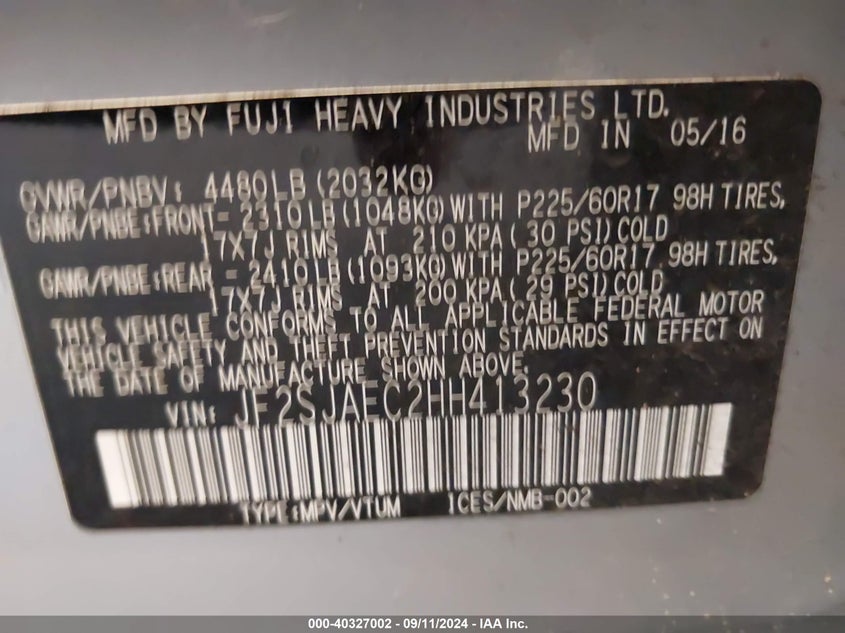 MFD BY FUJI HEAVY INDUSTRIES LTD.
MFD IN 05/16
GVWR/PNBV: 4480LB(2032KG)
GAWR/PNBE:FRONT- 2310LB(1048KG)WITH P225/60R17 98H TIRES,
17X7J RIMS AT 210 KPA( 30 PSI)COLD
GAWR/PNBE:REAR - 2410LB(1093KG)WITH P225/60R17 98H TIRES,
17X7J RIMS AT 200 KPA( 29 PSI)COLD
THIS VEHICLE CONFORMS TO ALL APPLICABLE FEDERAL MOTOR
VEHICLE SAFETY AND THEFT PREVENTION STANDARDS IN EFFECT ON
THE DATE OF MANUFACTURE SHOWN ABOVE.
VIN: JF2SJAEC2HH413230
TYPE:MPV/VTUM ICES/NMB-002
000-40327002 - 09/11/2024 - IAA Inc.